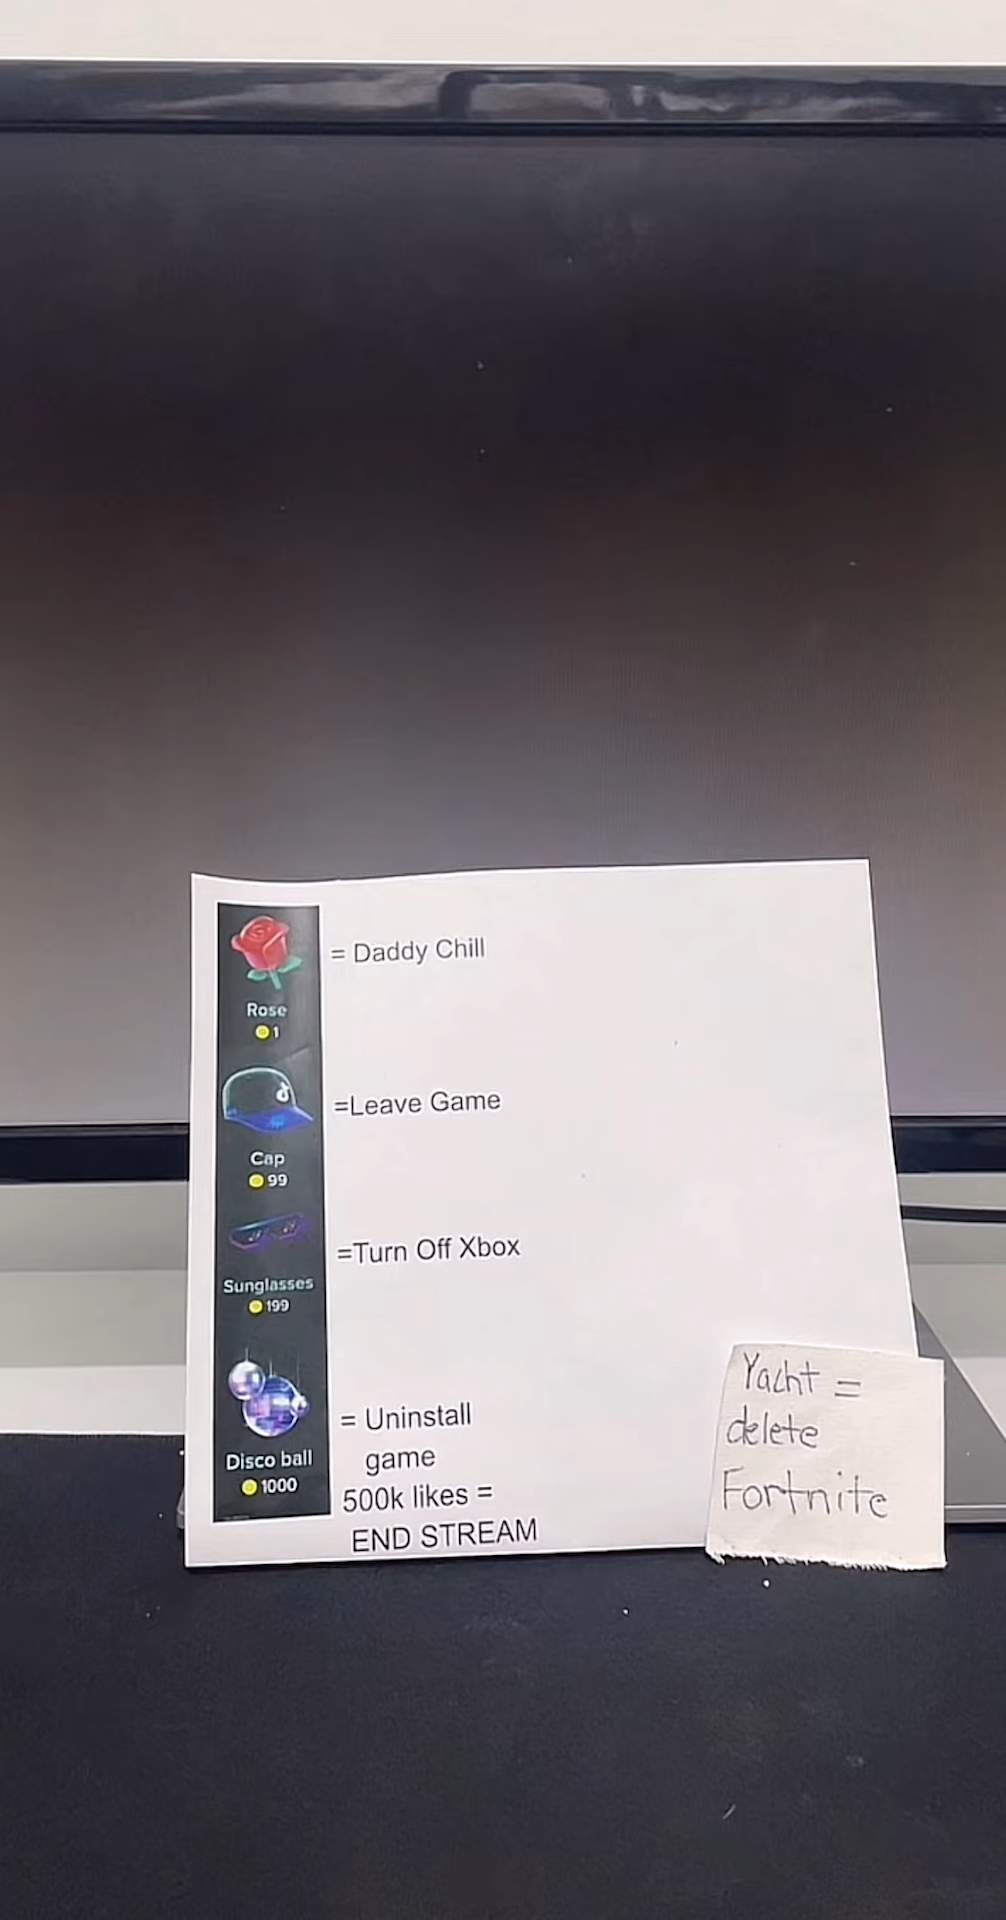 = Daddy Chill
Rose
1
=Leave Game
Cap
99
=Turn Off Xbox
Sunglasses
199
= Uninstall
game
Disco ball
1000
500k likes =
END STREAM
Yacht =
delete
Fortnite